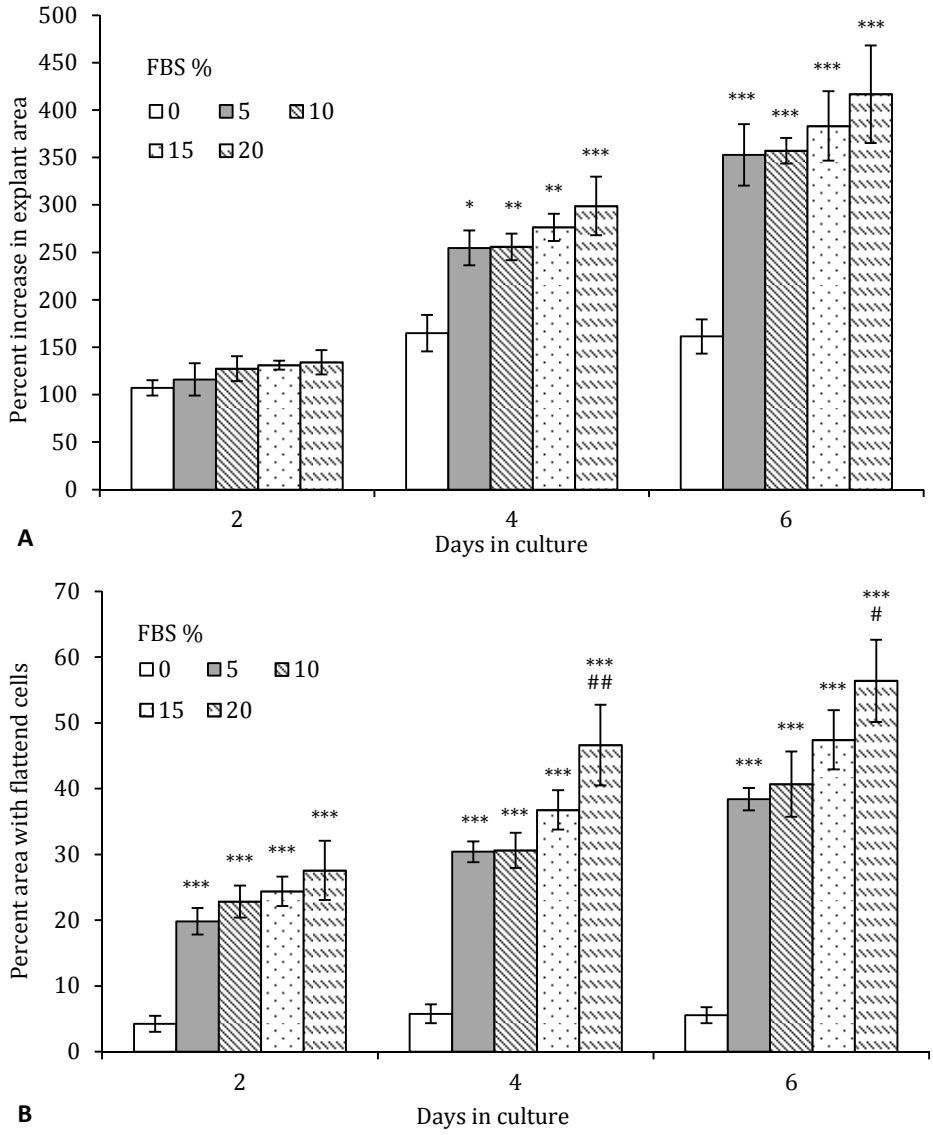 500
450
400
350
300
250
200
150
100
50
0
Percent increase in explant area
FBS %
0 5 10
15 20
* ** ** ***
*** *** *** ***
2 4 6
Days in culture
A
70
60
50
40
30
20
10
0
Percent area with flattend cells
FBS %
0 5 10
15 20
*** *** *** ***
*** *** *** ***
##
*** *** *** ***
#
2 4 6
Days in culture
B